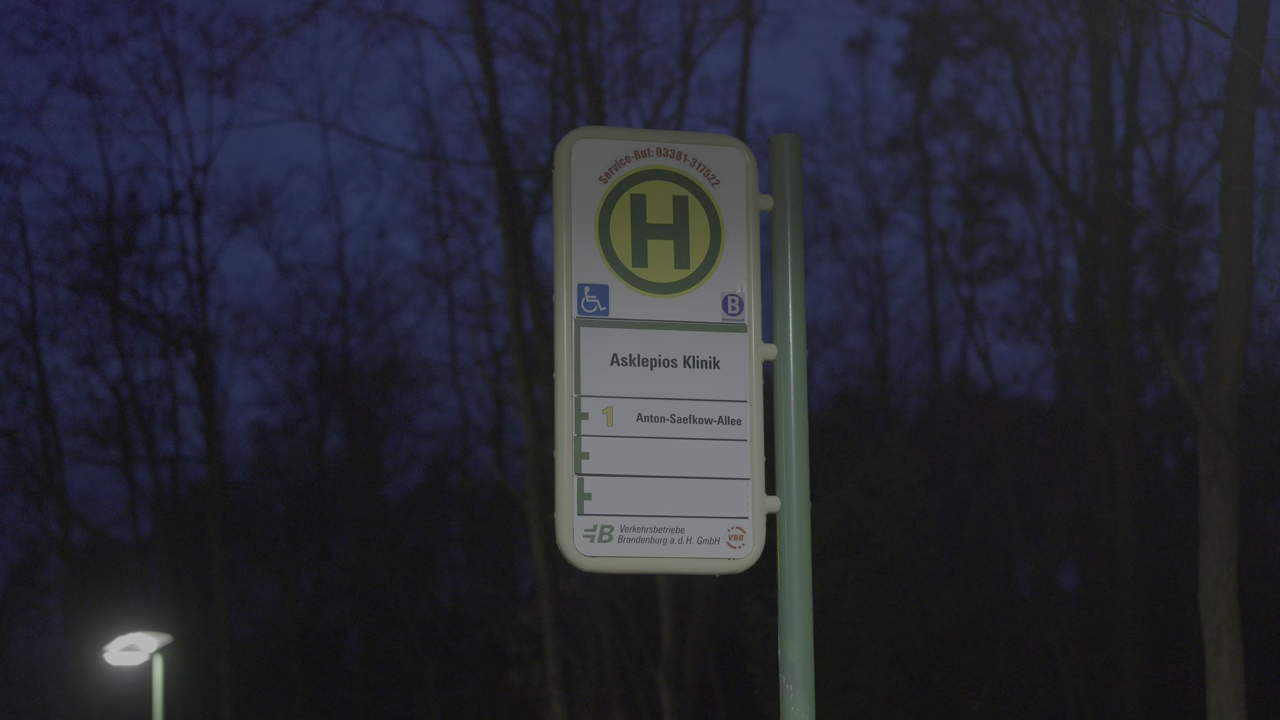 Service-Ruf: 03381-317522
H
B
Asklepios Klinik
1 Anton-Saefkow-Allee
B Verkehrsbetriebe
Brandenburg a. d. H. GmbH
VBB